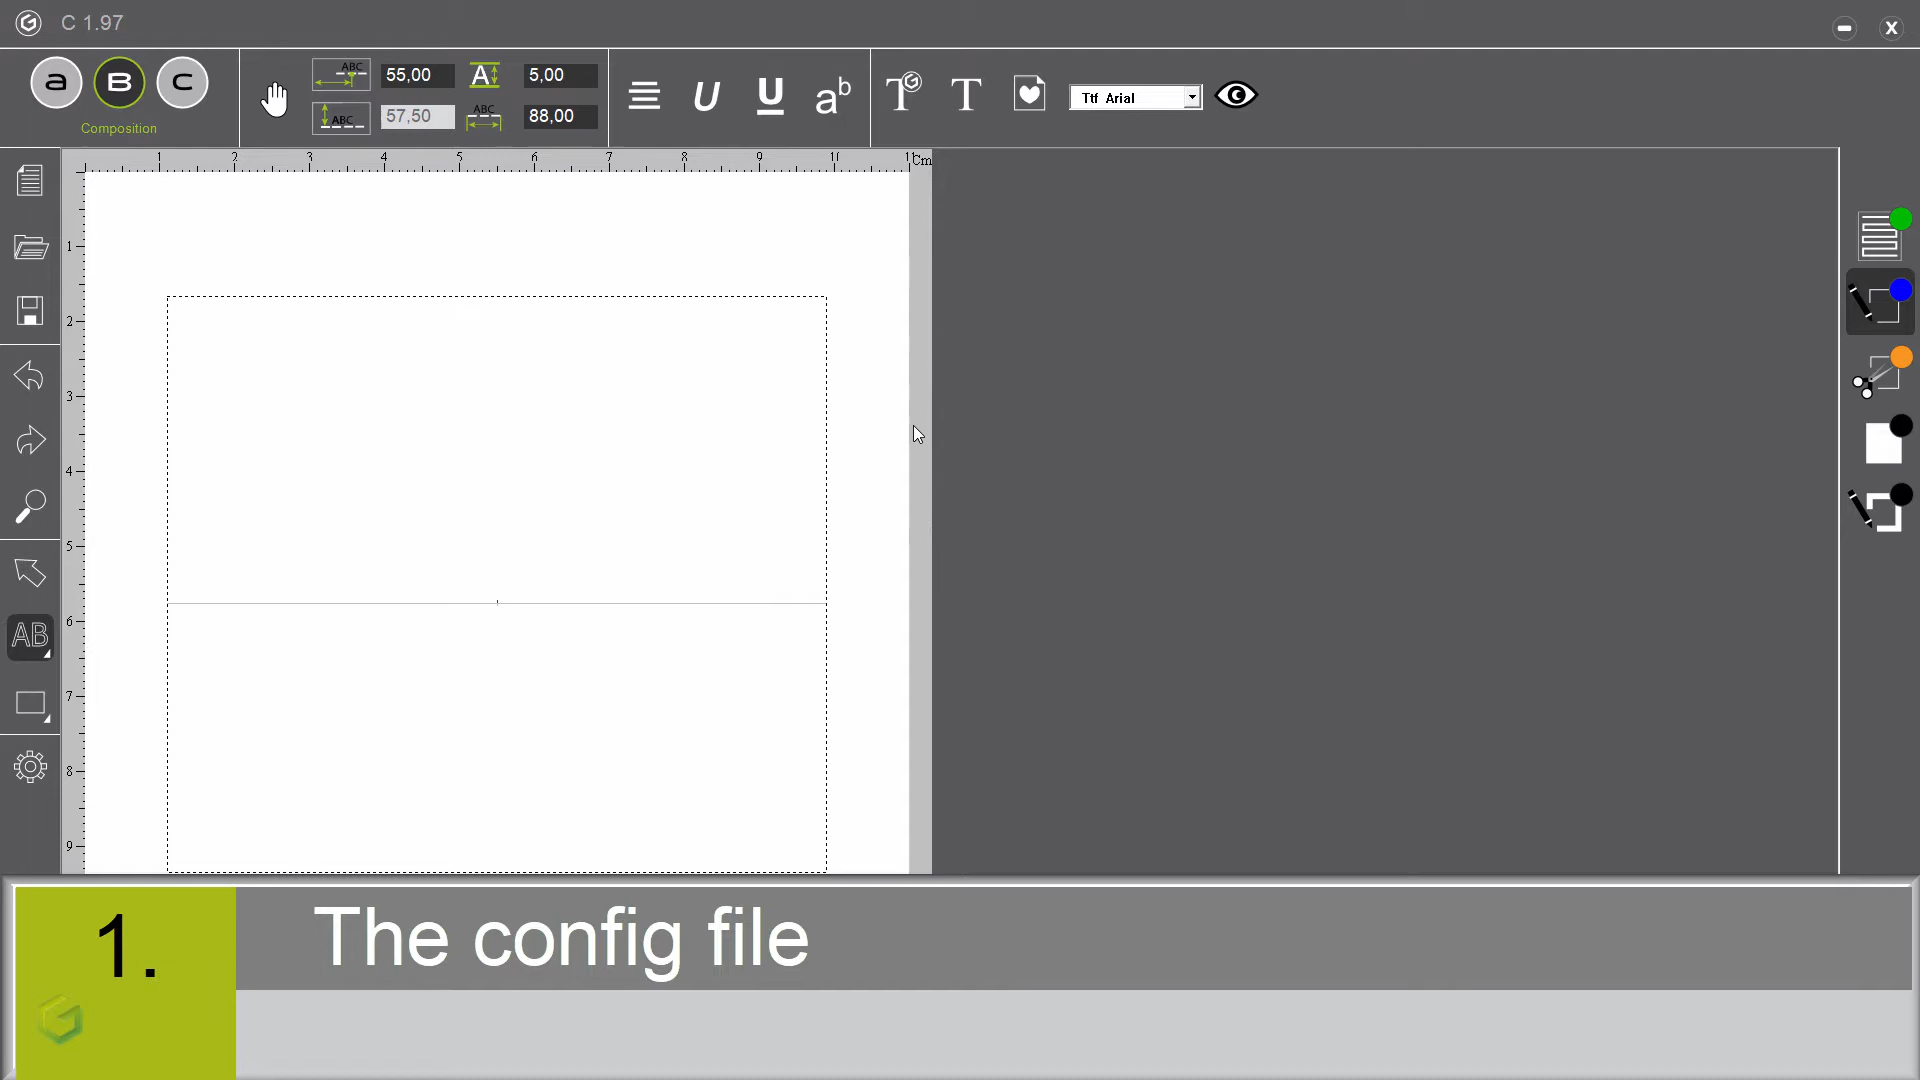 C 1.97
a B C
Composition
ABC 55,00 A 5,00
ABC 57,50 ABC 88,00
U U ab
T T
Ttf Arial
1 2 3 4 5 6 7 8 9 10 11 Cm
1
2
3
4
5
6
AB
7
8
9
1. The config file